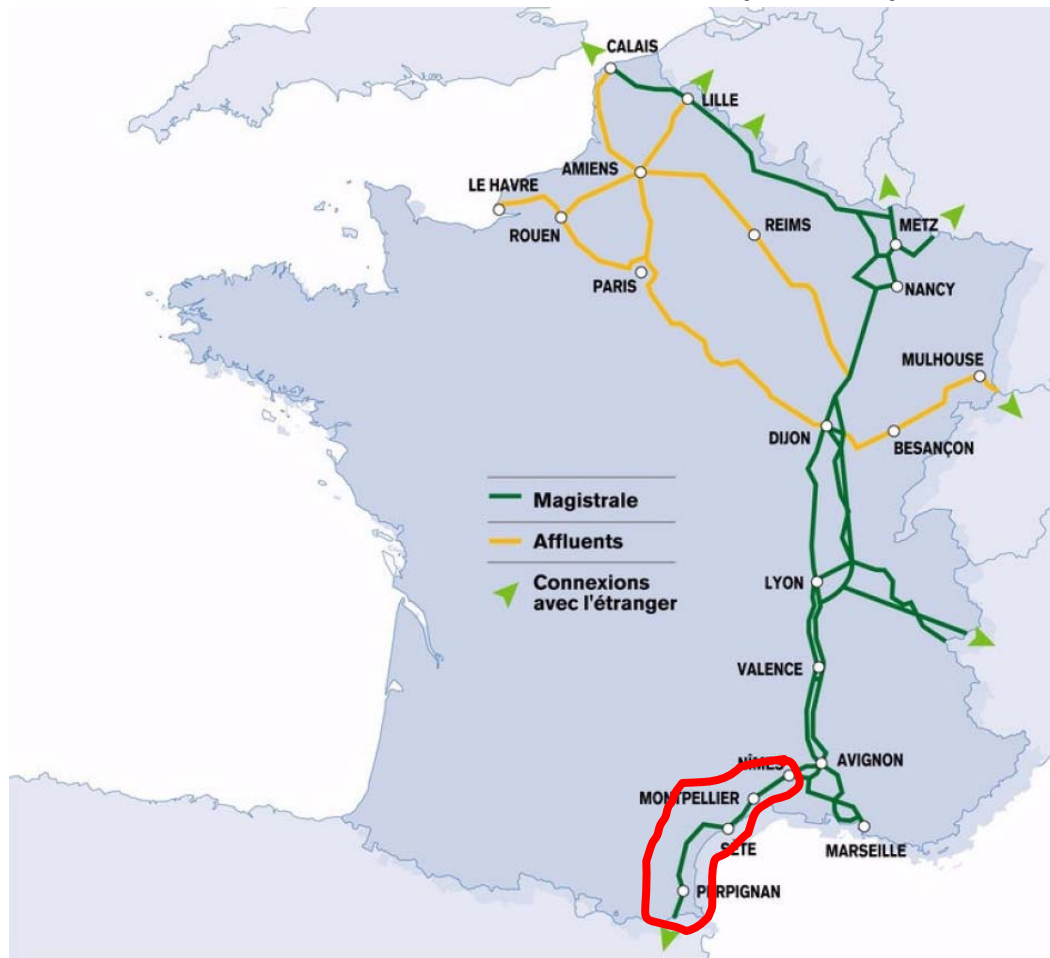 CALAIS
LILLE
AMIENS
LE HAVRE
ROUEN
REIMS
METZ
PARIS
NANCY
MULHOUSE
DIJON
BESANÇON
Magistrale
Affluents
Connexions
avec l'étranger
LYON
VALENCE
NÎMES
AVIGNON
MONTPELLIER
SÈTE
MARSEILLE
PERPIGNAN